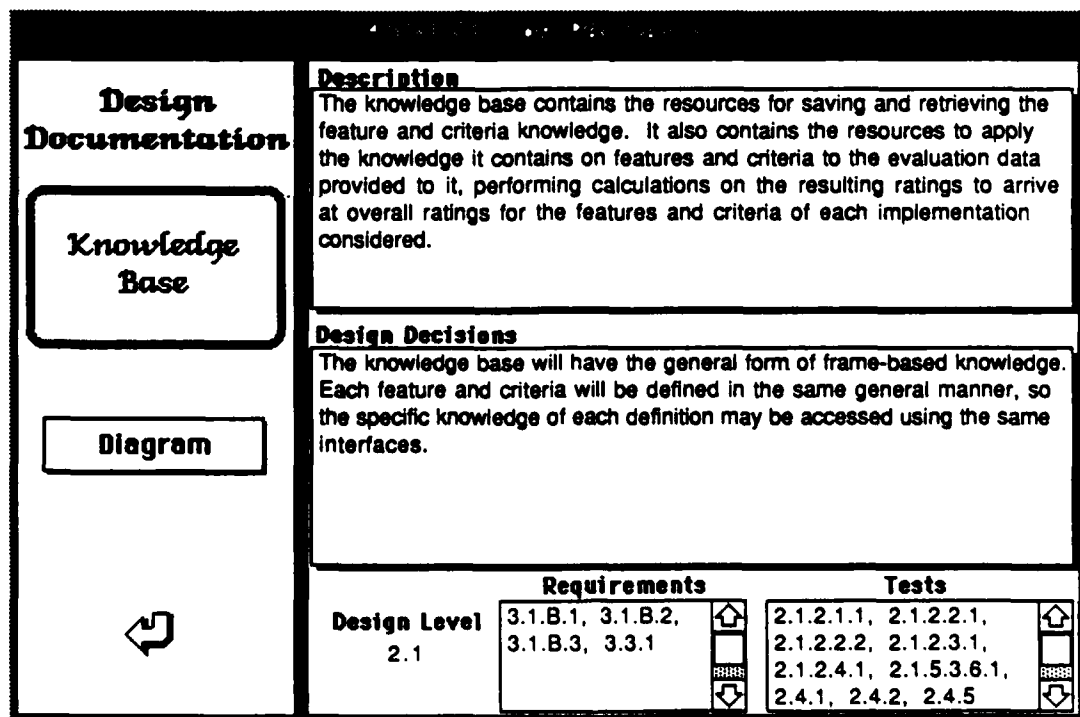 Design
Documentation
Knowledge
Base
Diagram
Description
The knowledge base contains the resources for saving and retrieving the
feature and criteria knowledge. It also contains the resources to apply
the knowledge it contains on features and criteria to the evaluation data
provided to it, performing calculations on the resulting ratings to arrive
at overall ratings for the features and criteria of each implementation
considered.
Design Decisions
The knowledge base will have the general form of frame-based knowledge.
Each feature and criteria will be defined in the same general manner, so
the specific knowledge of each definition may be accessed using the same
interfaces.
Design Level
2.1
Requirements
3.1.B.1, 3.1.B.2,
3.1.B.3, 3.3.1
Tests
2.1.2.1.1, 2.1.2.2.1,
2.1.2.2.2, 2.1.2.3.1,
2.1.2.4.1, 2.1.5.3.6.1,
2.4.1, 2.4.2, 2.4.5